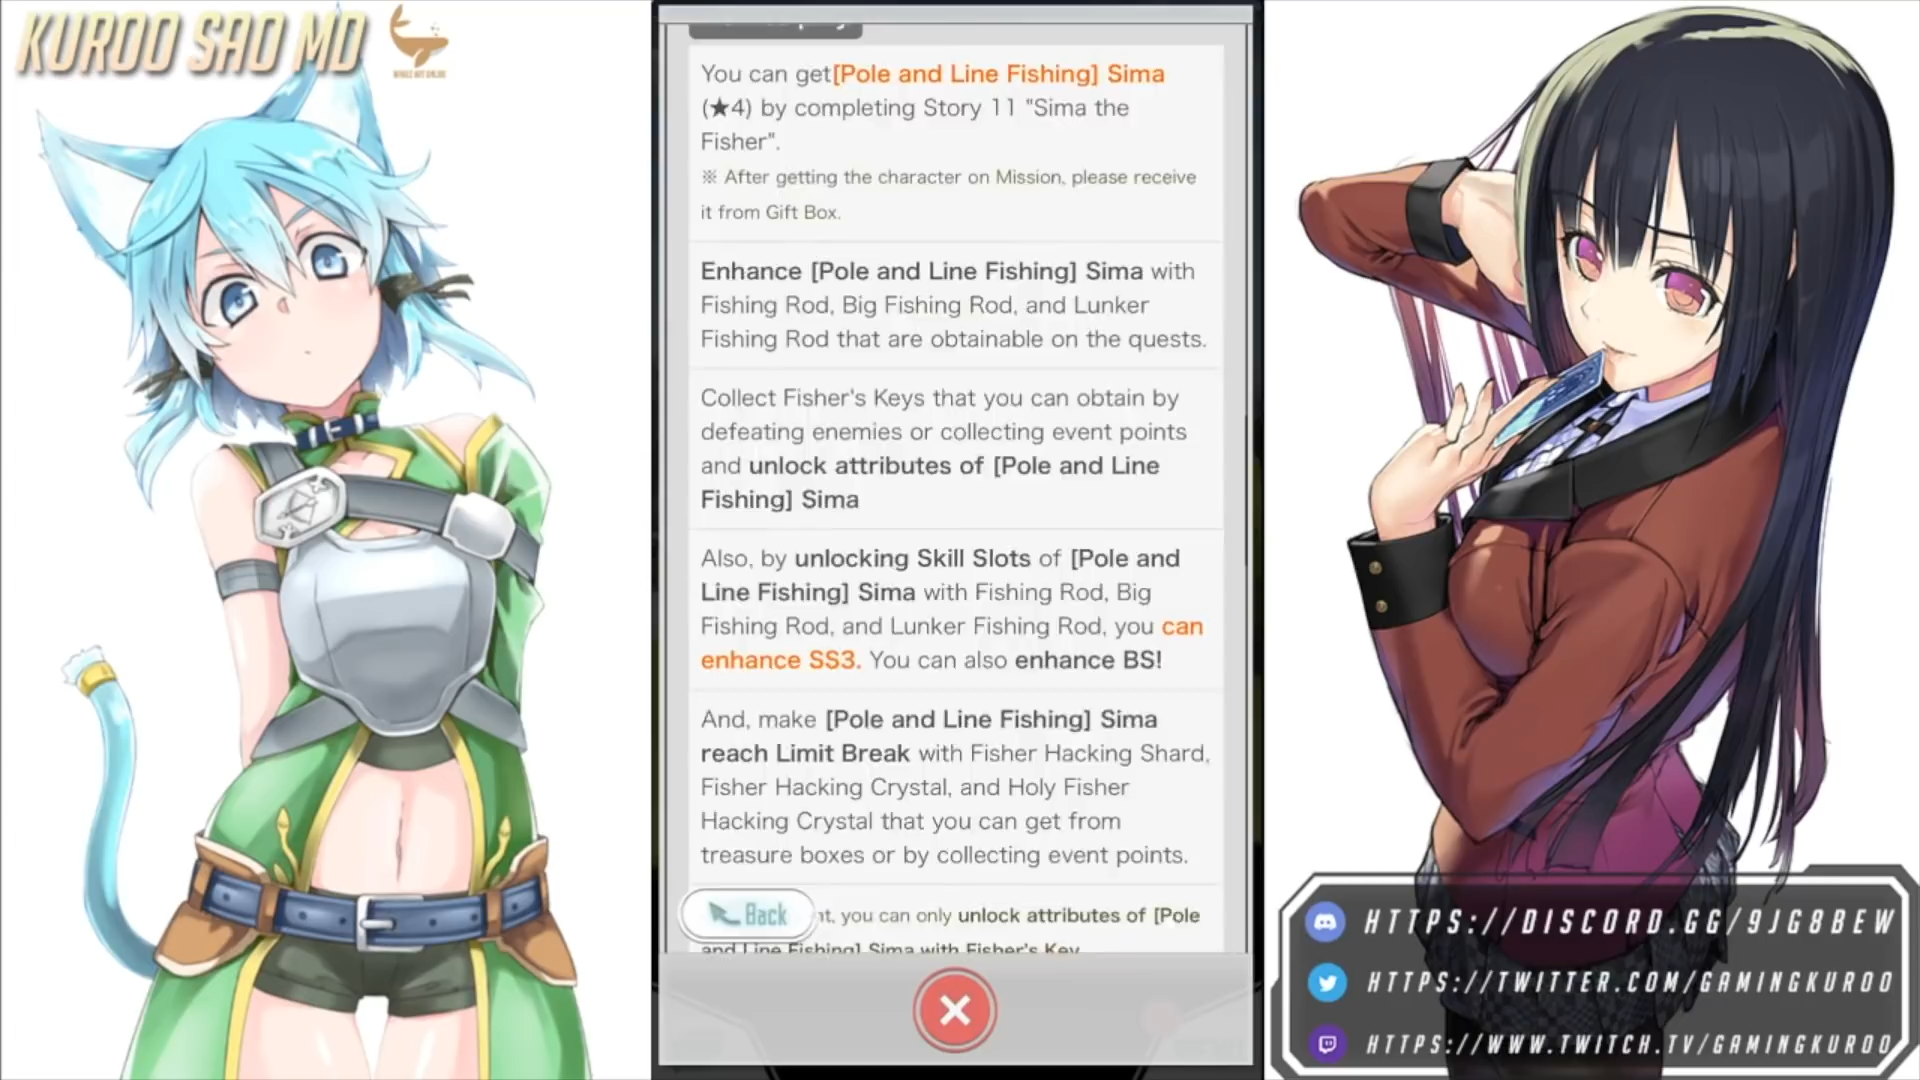 KUROO SAO MD
You can get[Pole and Line Fishing] Sima
(★4) by completing Story 11 "Sima the
Fisher".
※ After getting the character on Mission, please receive
it from Gift Box.
Enhance [Pole and Line Fishing] Sima with
Fishing Rod, Big Fishing Rod, and Lunker
Fishing Rod that are obtainable on the quests.
Collect Fisher's Keys that you can obtain by
defeating enemies or collecting event points
and unlock attributes of [Pole and Line
Fishing] Sima
Also, by unlocking Skill Slots of [Pole and
Line Fishing] Sima with Fishing Rod, Big
Fishing Rod, and Lunker Fishing Rod, you can
enhance SS3. You can also enhance BS!
And, make [Pole and Line Fishing] Sima
reach Limit Break with Fisher Hacking Shard,
Fisher Hacking Crystal, and Holy Fisher
Hacking Crystal that you can get from
treasure boxes or by collecting event points.
Back
, you can only unlock attributes of [Pole
and Line Fishing] Sima with Fisher's Key
HTTPS://DISCORD.GG/9JG8BEW
HTTPS://TWITTER.COM/GAMINGKUROO
HTTPS://WWW.TWITCH.TV/GAMINGKUROO